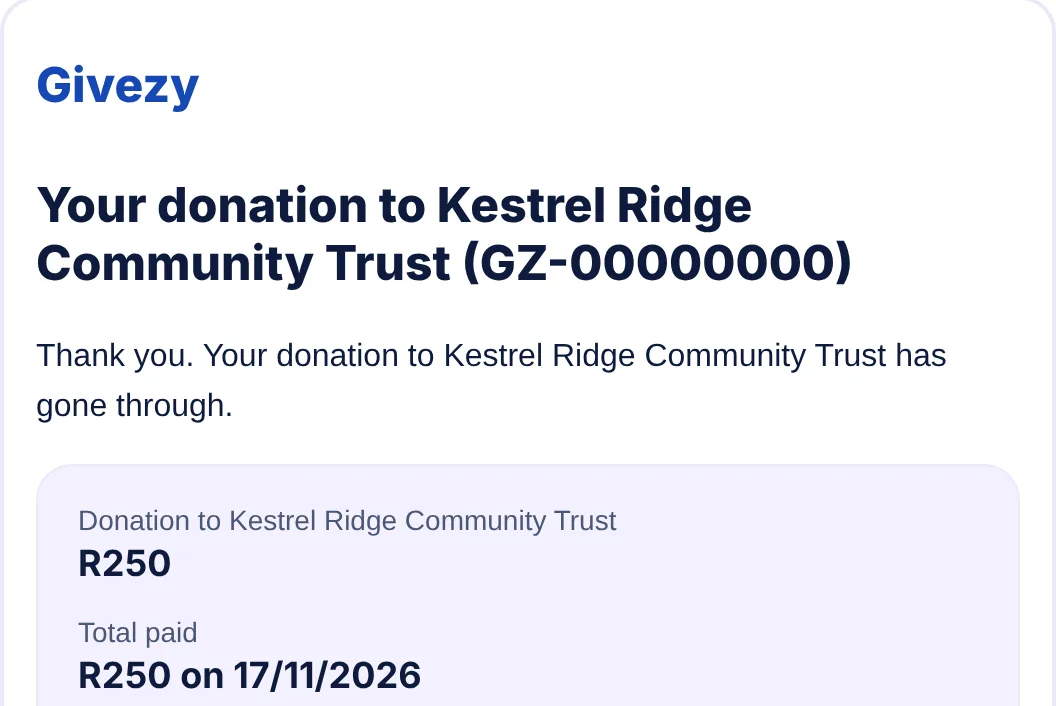 Givezy
Your donation to Kestrel Ridge
Community Trust (GZ-00000000)
Thank you. Your donation to Kestrel Ridge Community Trust has
gone through.
Donation to Kestrel Ridge Community Trust
R250
Total paid
R250 on 17/11/2026